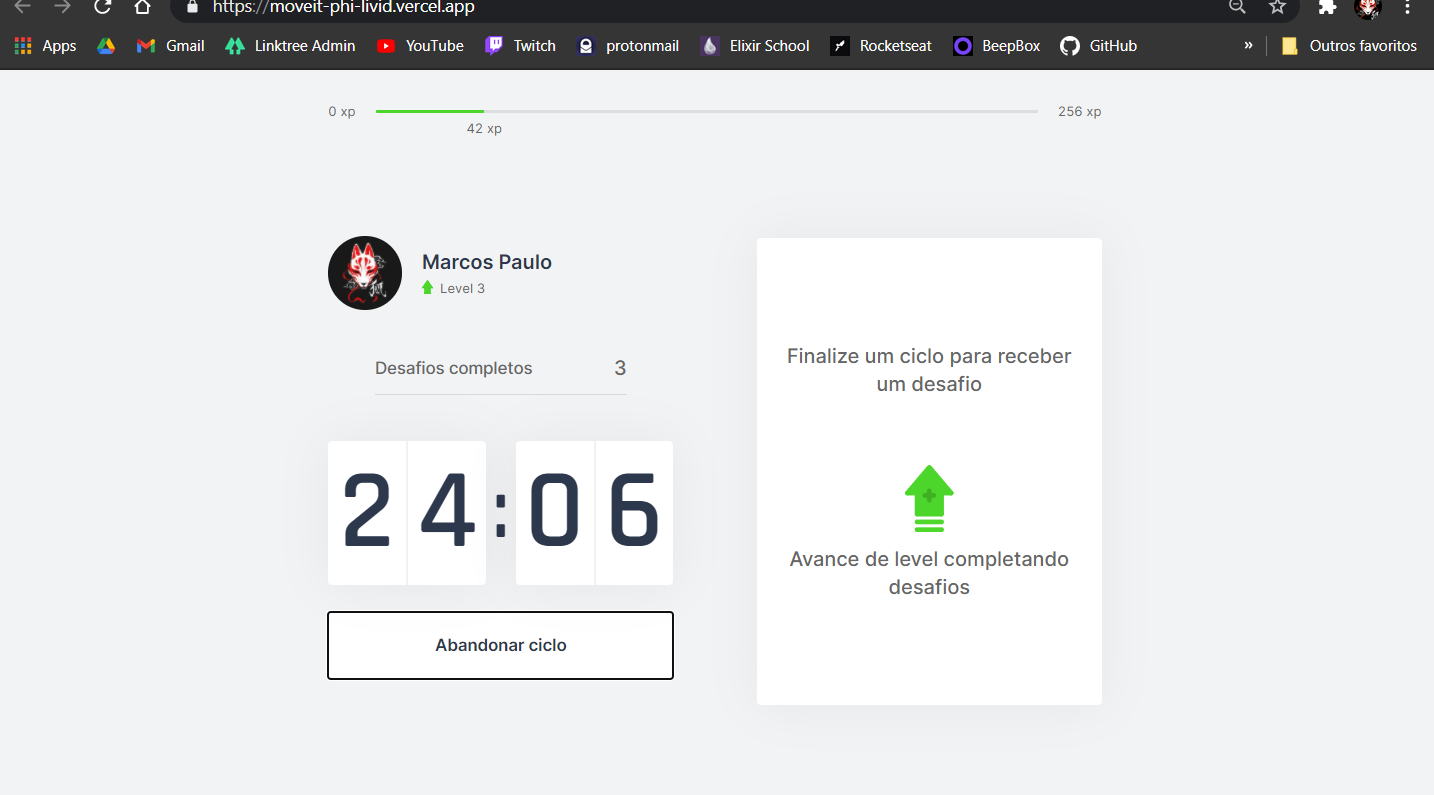 https://moveit-phi-livid.vercel.app
Apps Gmail Linktree Admin YouTube Twitch protonmail Elixir School Rocketseat BeepBox GitHub » Outros favoritos
0 xp 256 xp
42 xp
Marcos Paulo
Level 3
Desafios completos 3
24:06
Abandonar ciclo
Finalize um ciclo para receber
um desafio
Avance de level completando
desafios